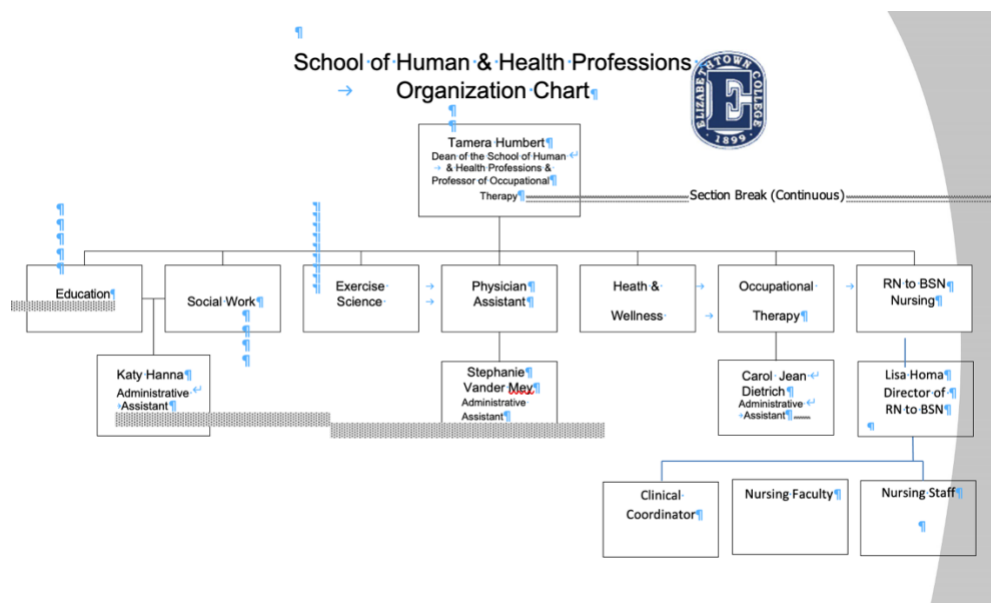 School of Human & Health Professions
Organization Chart
ELIZABETHTOWN COLLEGE
E
· 1899 ·
Tamera Humbert
Dean of the School of Human
& Health Professions &
Professor of Occupational
Therapy
Section Break (Continuous)
Education
Social Work
Exercise
Science
Physician
Assistant
Heath &
Wellness
Occupational
Therapy
RN to BSN
Nursing
Katy Hanna
Administrative
Assistant
Stephanie
Vander Mey
Administrative
Assistant
Carol Jean
Dietrich
Administrative
Assistant
Lisa Homa
Director of
RN to BSN
Clinical
Coordinator
Nursing Faculty
Nursing Staff